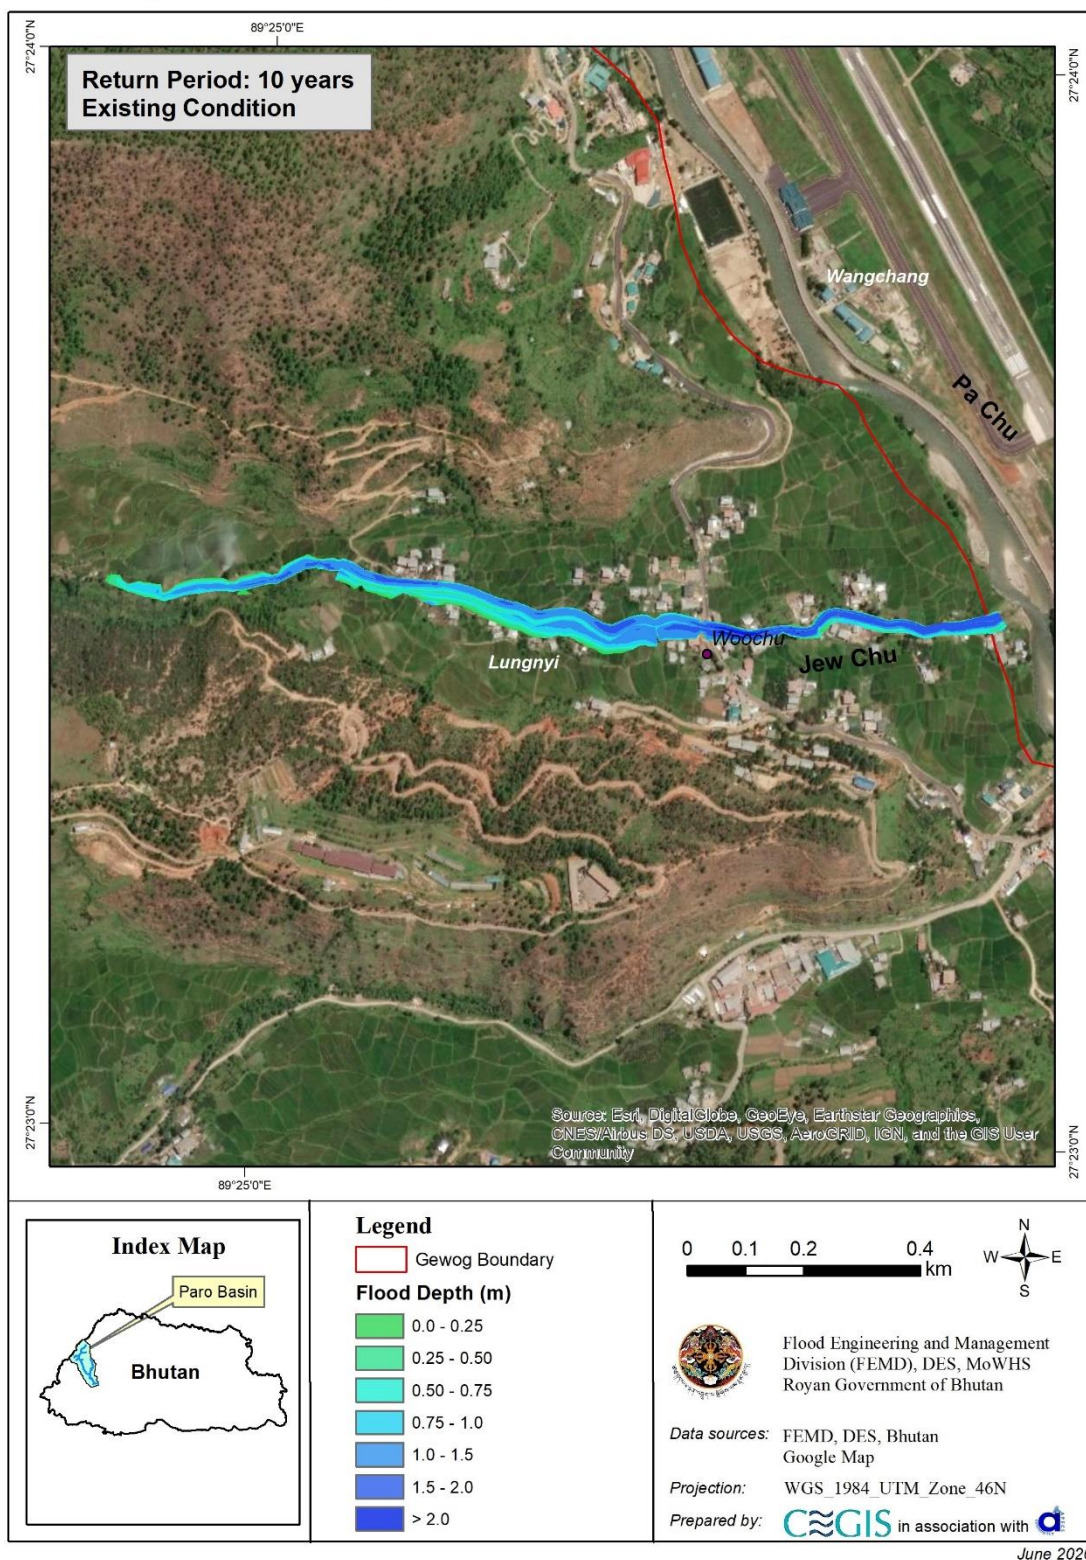 89°25'0"E
27°24'0"N
27°24'0"N
Return Period: 10 years
Existing Condition
Wangchang
Pa Chu
Woochu
Lungnyi
Jew Chu
Source: Esri, DigitalGlobe, GeoEye, Earthstar Geographics,
CNES/Airbus DS, USDA, USGS, AeroGRID, IGN, and the GIS User
Community
27°23'0"N
27°23'0"N
89°25'0"E
Index Map
Paro Basin
Bhutan
Legend
Gewog Boundary
Flood Depth (m)
0.0 - 0.25
0.25 - 0.50
0.50 - 0.75
0.75 - 1.0
1.0 - 1.5
1.5 - 2.0
> 2.0
0 0.1 0.2 0.4
km
N
W E
S
Flood Engineering and Management
Division (FEMD), DES, MoWHS
Royan Government of Bhutan
Data sources: FEMD, DES, Bhutan
Google Map
Projection: WGS_1984_UTM_Zone_46N
Prepared by: CEGIS in association with
June 2020